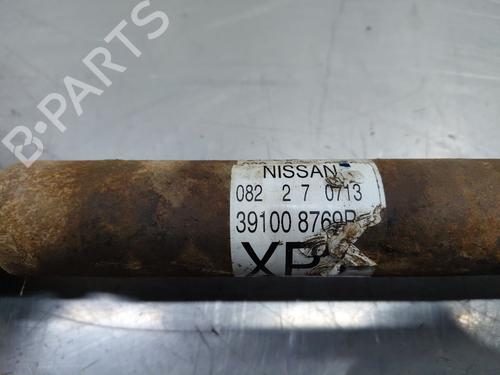 B-PARTS
NISSAN
082 2 7 0713
39100 8769R
XP